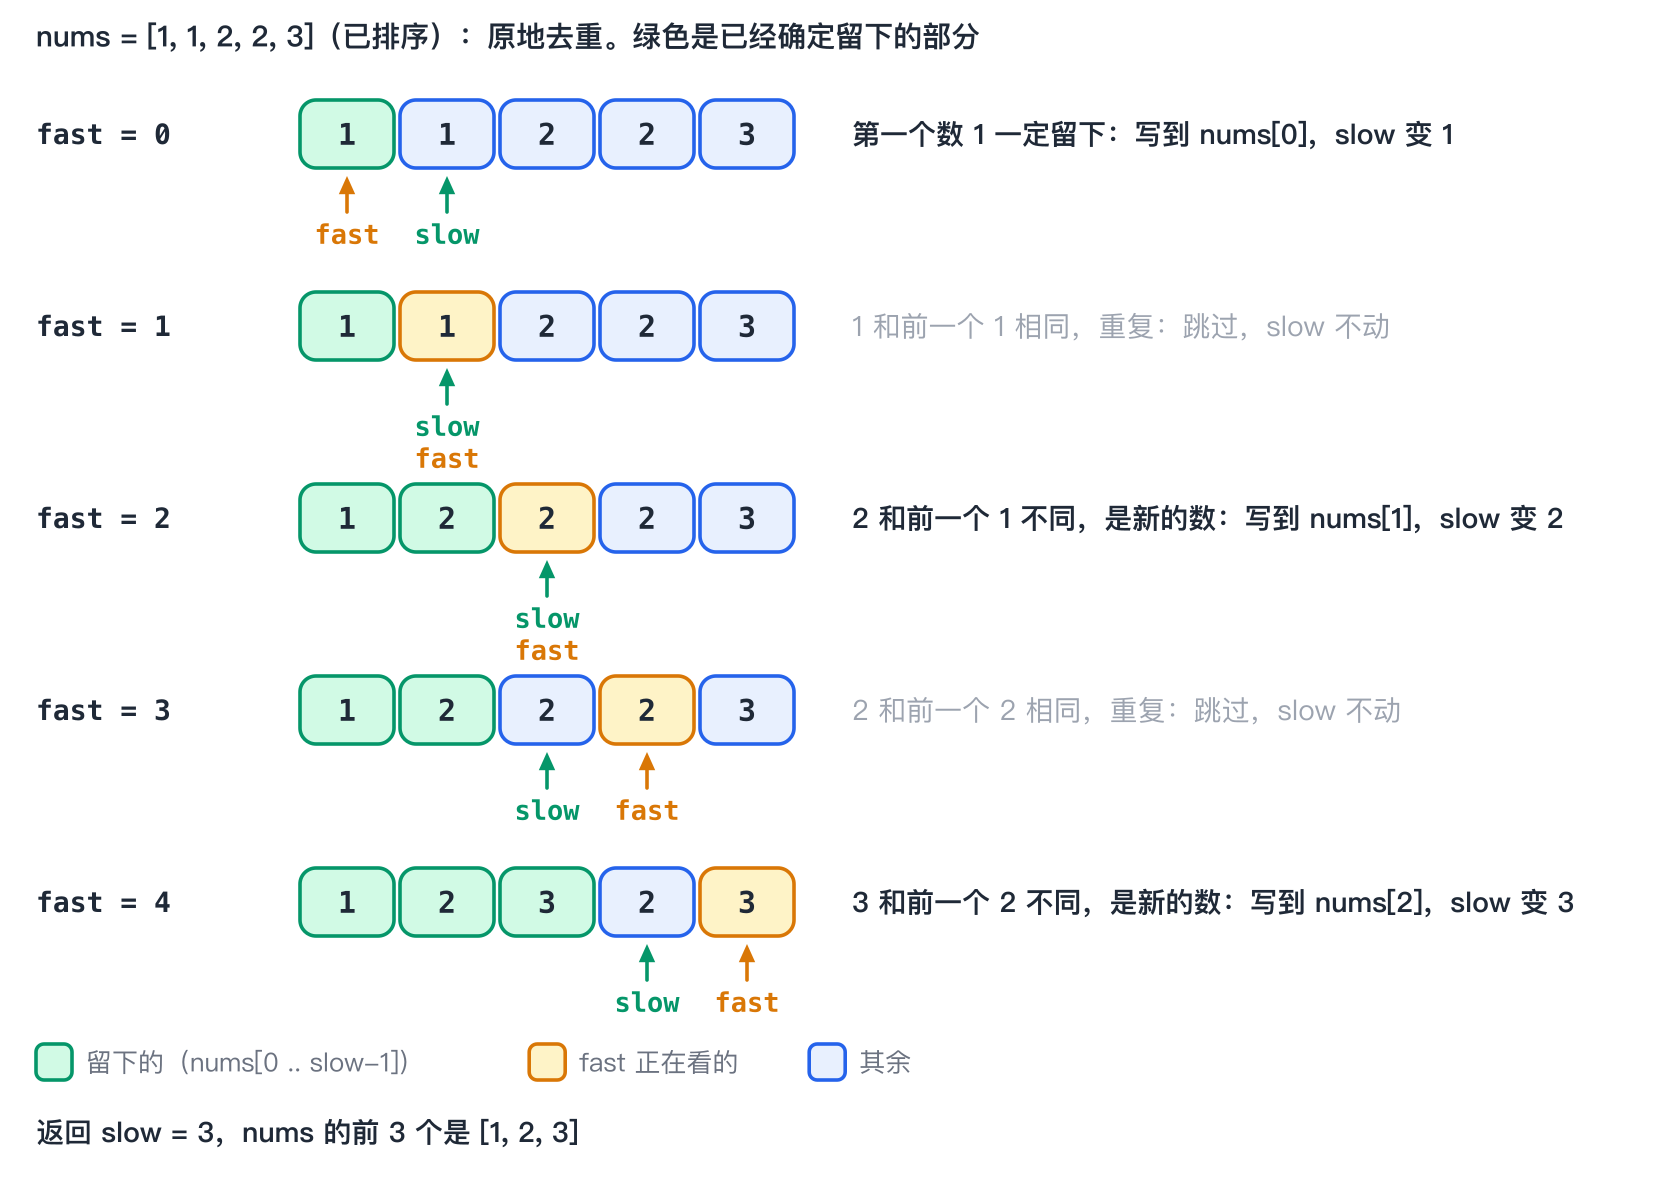 nums = [1, 1, 2, 2, 3]（已排序）：原地去重。绿色是已经确定留下的部分
fast = 0 1 1 2 2 3 第一个数 1 一定留下：写到 nums[0]，slow 变 1
fast slow
fast = 1 1 1 2 2 3 1 和前一个 1 相同，重复：跳过，slow 不动
slow
fast
fast = 2 1 2 2 2 3 2 和前一个 1 不同，是新的数：写到 nums[1]，slow 变 2
slow
fast
fast = 3 1 2 2 2 3 2 和前一个 2 相同，重复：跳过，slow 不动
slow fast
fast = 4 1 2 3 2 3 3 和前一个 2 不同，是新的数：写到 nums[2]，slow 变 3
slow fast
留下的（nums[0 .. slow−1]） fast 正在看的 其余
返回 slow = 3，nums 的前 3 个是 [1, 2, 3]